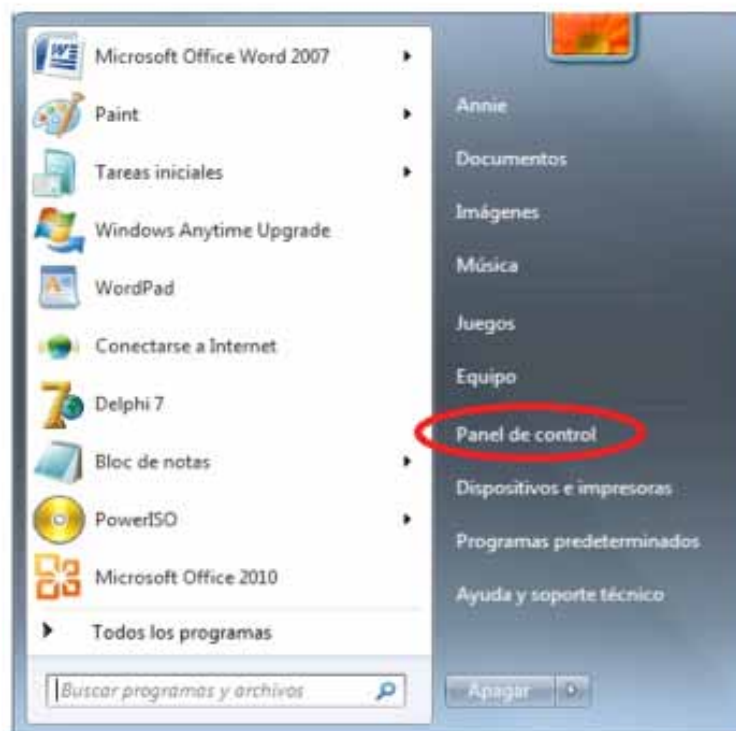 Microsoft Office Word 2007
Paint
Tareas iniciales
Windows Anytime Upgrade
WordPad
Conectarse a Internet
Delphi 7
Bloc de notas
PowerISO
Microsoft Office 2010
Todos los programas
Buscar programas y archivos
Annie
Documentos
Imágenes
Música
Juegos
Equipo
Panel de control
Dispositivos e impresoras
Programas predeterminados
Ayuda y soporte técnico
Apagar